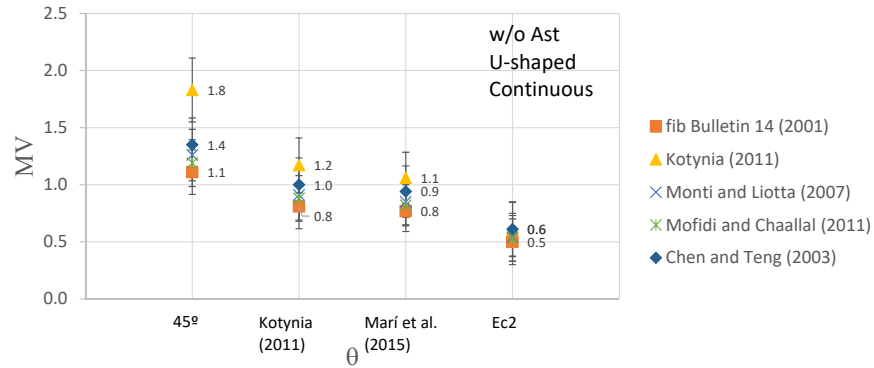 2.5
2.0
1.5
1.0
0.5
0.0
MV
w/o Ast
U-shaped
Continuous
1.8
1.4
1.1
1.2
1.0
0.8
1.1
0.9
0.8
0.6
0.5
45º
Kotynia
(2011)
Marí et al.
(2015)
Ec2
θ
fib Bulletin 14 (2001)
Kotynia (2011)
Monti and Liotta (2007)
Mofidi and Chaallal (2011)
Chen and Teng (2003)